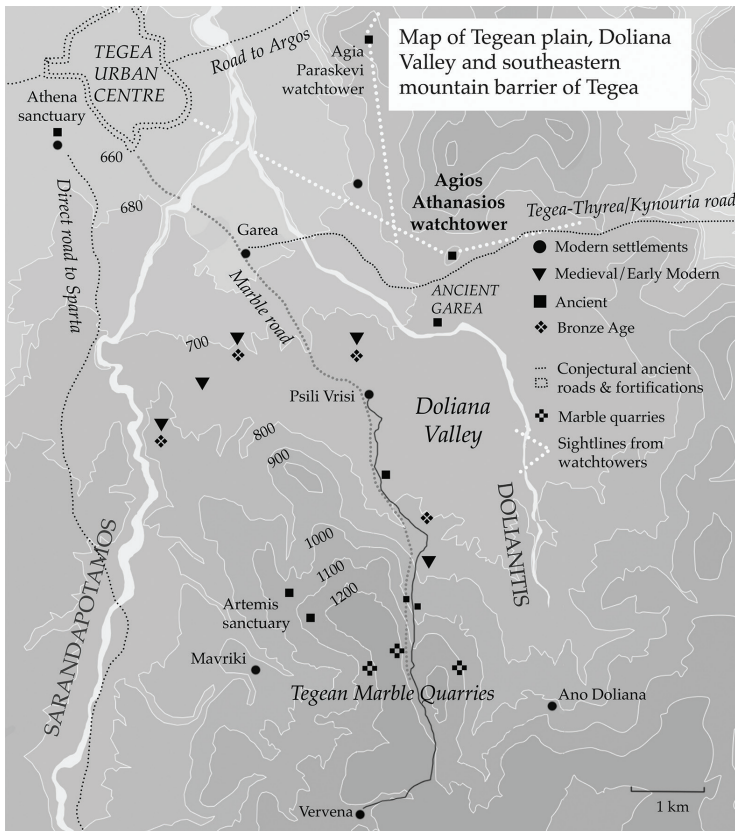 Map of Tegean plain, Doliana
Valley and southeastern
mountain barrier of Tegea
TEGEA
URBAN
CENTRE
Road to Argos
Agia
Paraskevi
watchtower
Athena
sanctuary
660
680
Direct road to Sparta
Agios
Athanasios
watchtower
Tegea-Thyrea/Kynouria road
Garea
Marble road
ANCIENT
GAREA
Modern settlements
Medieval/Early Modern
Ancient
Bronze Age
Conjectural ancient
roads & fortifications
Marble quarries
Sightlines from
watchtowers
700
Psili Vrisi
Doliana
Valley
800
900
DOLIANITIS
1000
1100
1200
SARANDAPOTAMOS
Artemis
sanctuary
Mavriki
Tegean Marble Quarries
Ano Doliana
Vervena
1 km